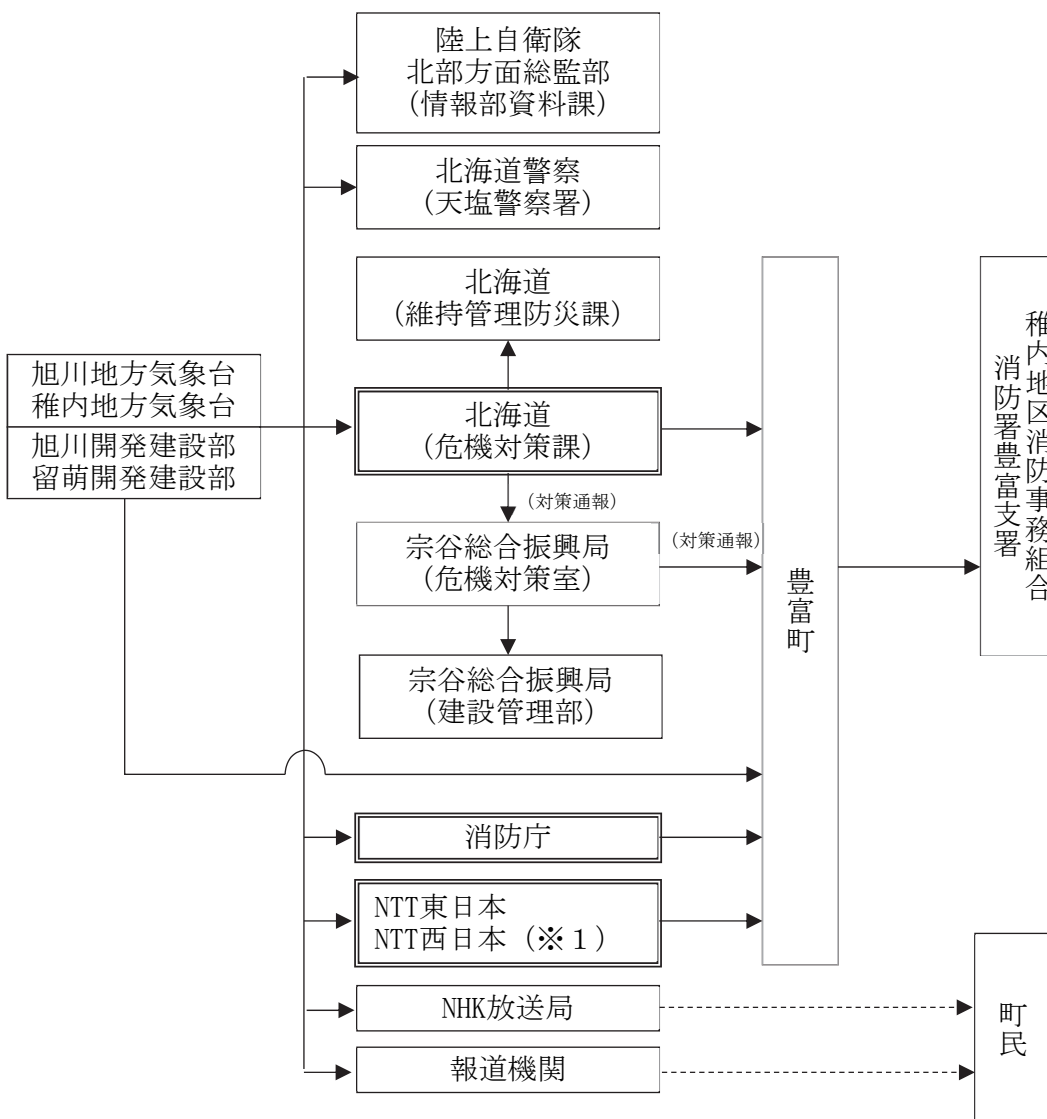 陸上自衛隊
北部方面総監部
(情報部資料課)
北海道警察
(天塩警察署)
北海道
(維持管理防災課)
旭川地方気象台
稚内地方気象台
旭川開発建設部
留萌開発建設部
北海道
(危機対策課)
(対策通報)
宗谷総合振興局
(危機対策室)
(対策通報)
宗谷総合振興局
(建設管理部)
豊富町
稚内地区消防事務組合
消防署豊富支署
消防庁
NTT東日本
NTT西日本（※１）
NHK放送局
報道機関
町民